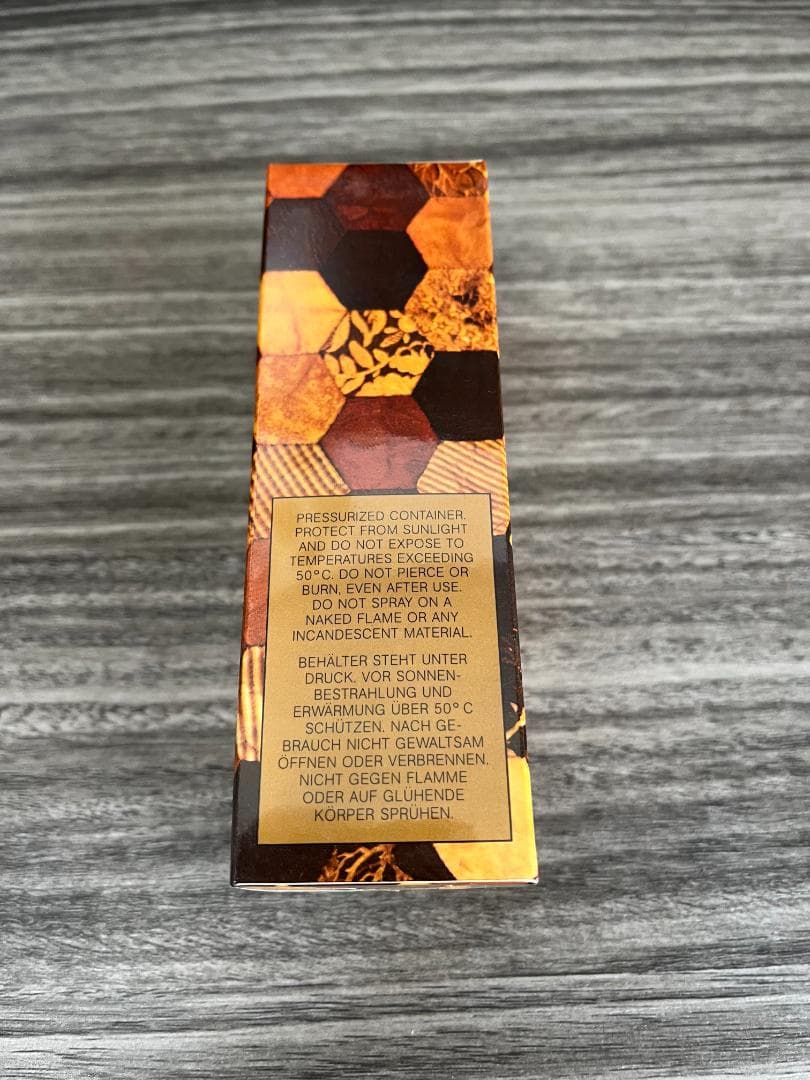 PRESSURIZED CONTAINER.
PROTECT FROM SUNLIGHT
AND DO NOT EXPOSE TO
TEMPERATURES EXCEEDING
50°C. DO NOT PIERCE OR
BURN, EVEN AFTER USE.
DO NOT SPRAY ON A
NAKED FLAME OR ANY
INCANDESCENT MATERIAL.
BEHÄLTER STEHT UNTER
DRUCK. VOR SONNEN-
BESTRAHLUNG UND
ERWÄRMUNG ÜBER 50° C
SCHÜTZEN. NACH GE-
BRAUCH NICHT GEWALTSAM
ÖFFNEN ODER VERBRENNEN.
NICHT GEGEN FLAMME
ODER AUF GLÜHENDE
KÖRPER SPRÜHEN.